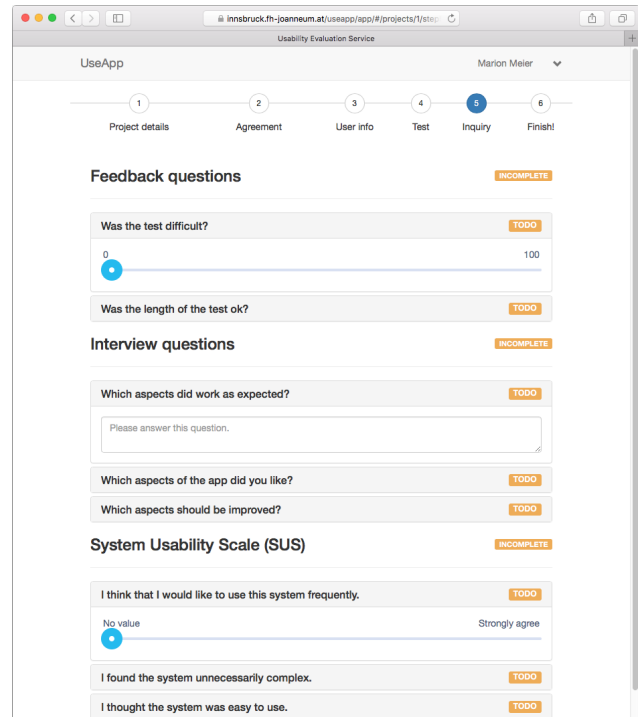 innsbruck.fh-joanneum.at/useapp/app/#/projects/1/step
Usability Evaluation Service
UseApp Marion Meier
1 2 3 4 5 6
Project details Agreement User info Test Inquiry Finish!
Feedback questions INCOMPLETE
Was the test difficult? TODO
0 100
Was the length of the test ok? TODO
Interview questions INCOMPLETE
Which aspects did work as expected? TODO
Please answer this question.
Which aspects of the app did you like? TODO
Which aspects should be improved? TODO
System Usability Scale (SUS) INCOMPLETE
I think that I would like to use this system frequently. TODO
No value Strongly agree
I found the system unnecessarily complex. TODO
I thought the system was easy to use. TODO